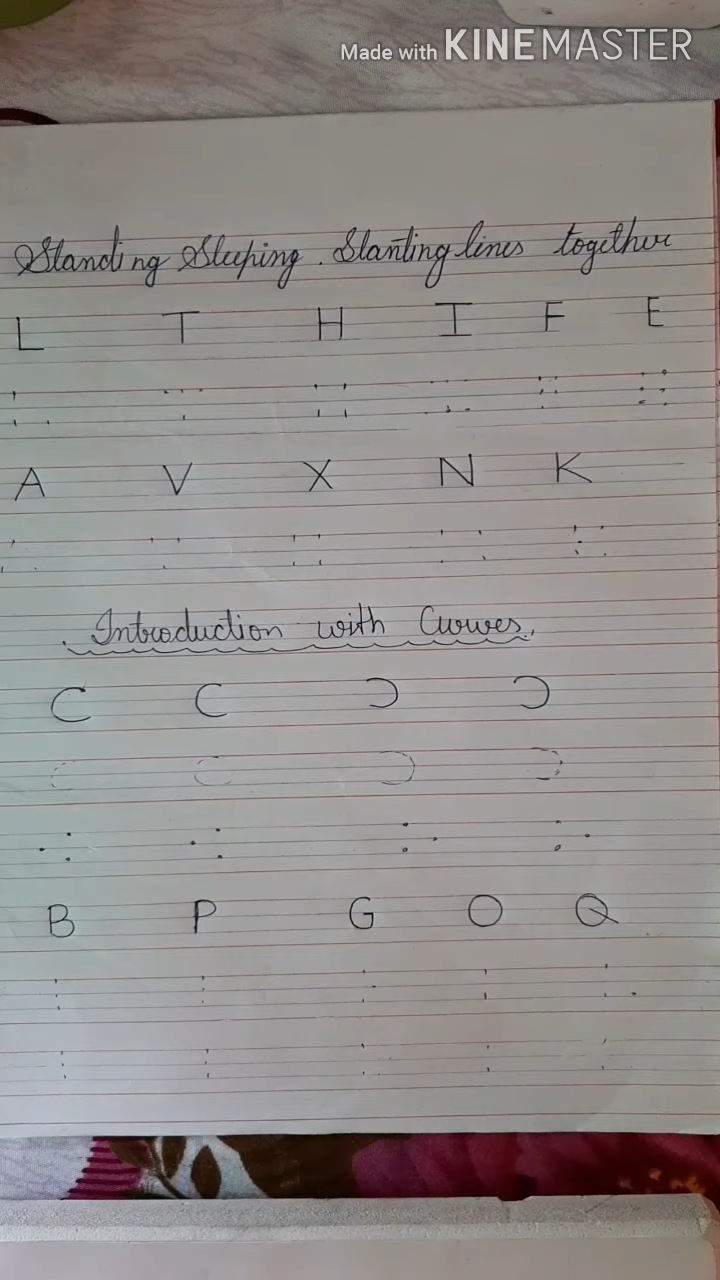 Made with KINEMASTER
Standing Sleeping. Slanting lines together
L T H I F E
A V X N K
Introduction with Curves.
C C Ɔ Ɔ
B P G O Q